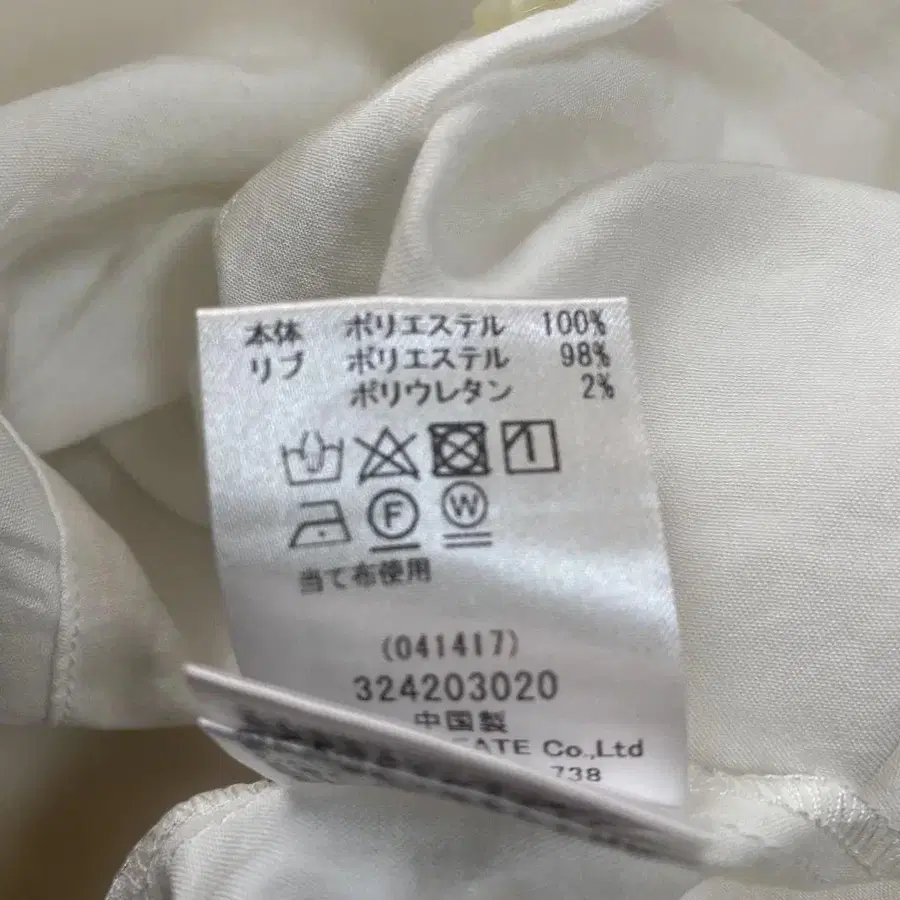 本体 ポリエステル 100%
リブ ポリエステル 98%
ポリウレタン 2%
F W
当て布使用
(041417)
324203020
中国製
Co.,Ltd
738